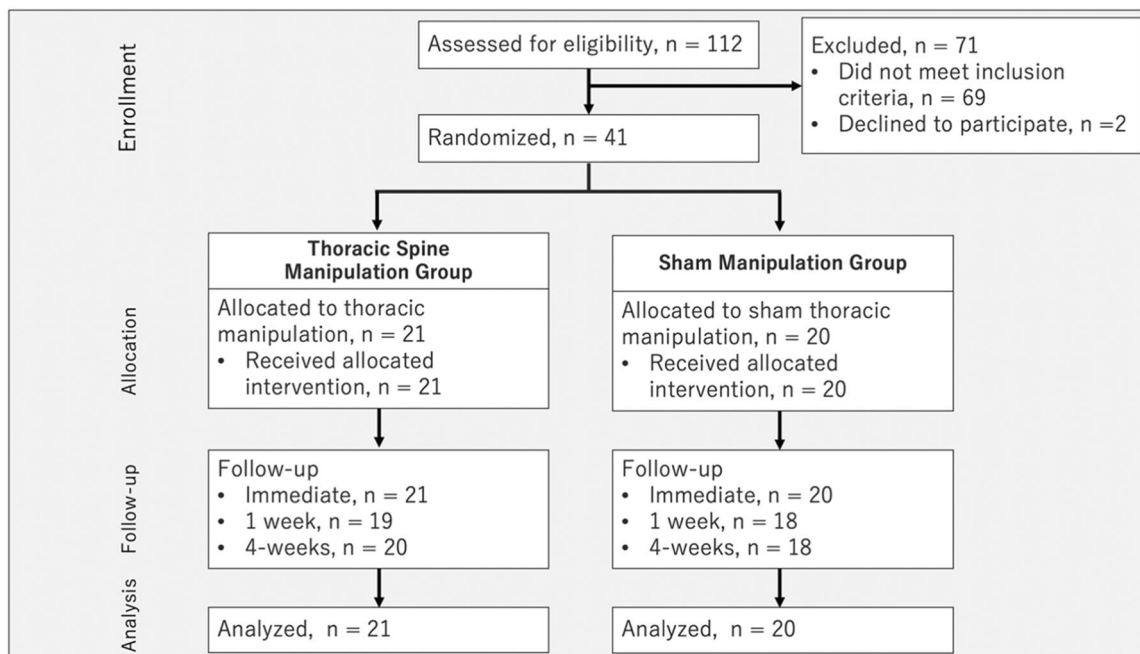 Enrollment
Assessed for eligibility, n = 112
Excluded, n = 71
• Did not meet inclusion
criteria, n = 69
• Declined to participate, n =2
Randomized, n = 41
Allocation
Thoracic Spine
Manipulation Group
Allocated to thoracic
manipulation, n = 21
• Received allocated
intervention, n = 21
Sham Manipulation Group
Allocated to sham thoracic
manipulation, n = 20
• Received allocated
intervention, n = 20
Follow-up
Follow-up
• Immediate, n = 21
• 1 week, n = 19
• 4-weeks, n = 20
Follow-up
• Immediate, n = 20
• 1 week, n = 18
• 4-weeks, n = 18
Analysis
Analyzed, n = 21
Analyzed, n = 20